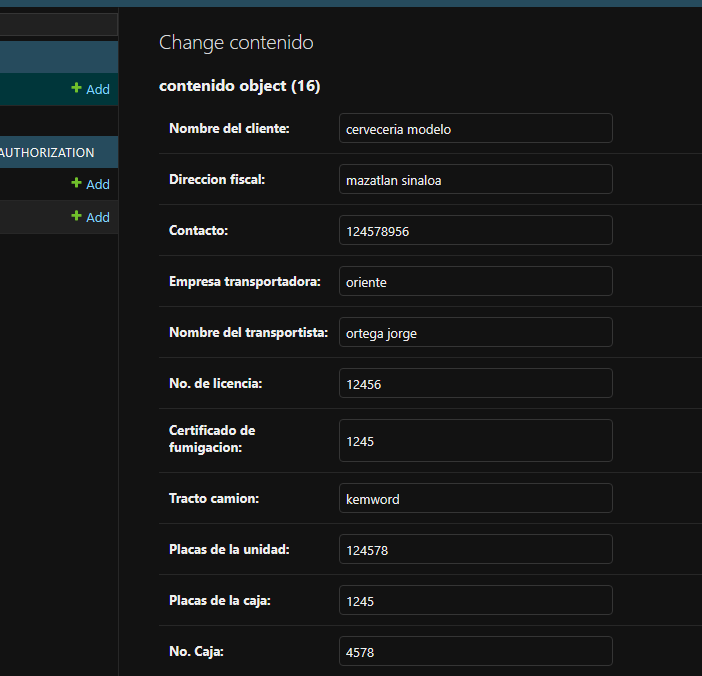 Change contenido
contenido object (16)
Add
AUTHORIZATION
Add
Add
Nombre del cliente: cerveceria modelo
Direccion fiscal: mazatlan sinaloa
Contacto: 124578956
Empresa transportadora: oriente
Nombre del transportista: ortega jorge
No. de licencia: 12456
Certificado de
fumigacion: 1245
Tracto camion: kemword
Placas de la unidad: 124578
Placas de la caja: 1245
No. Caja: 4578